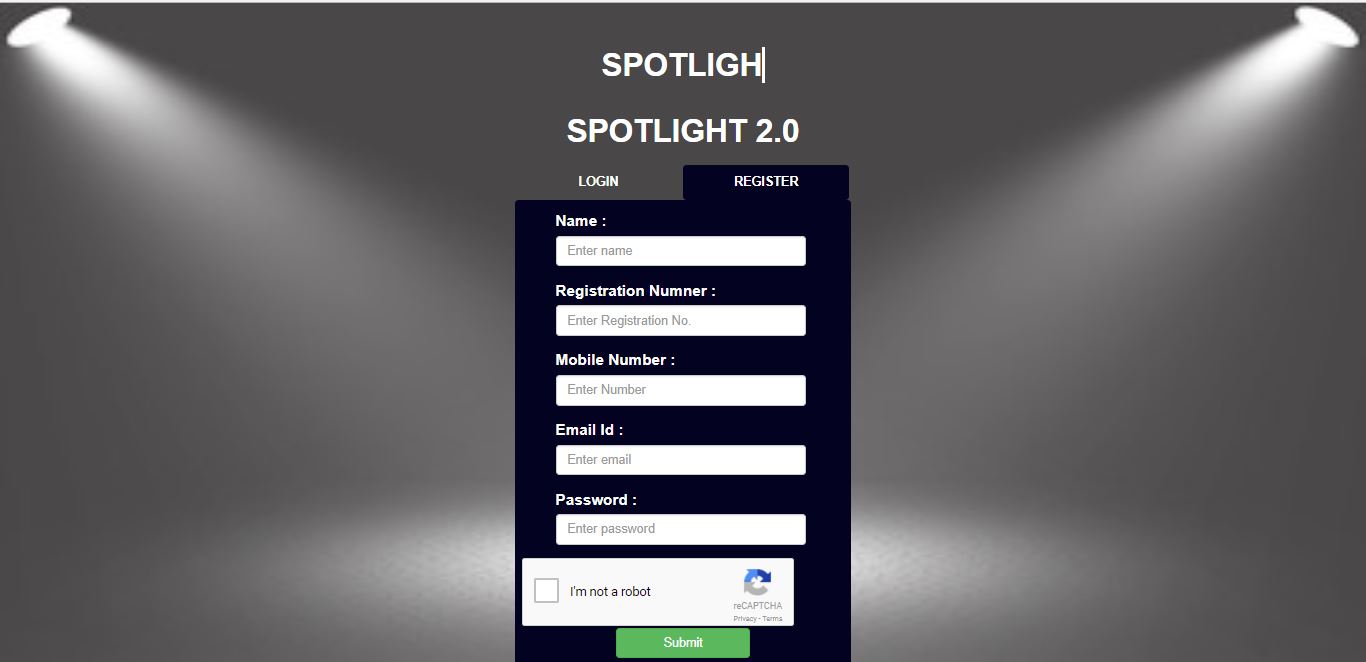 SPOTLIGH
SPOTLIGHT 2.0
LOGIN REGISTER
Name :
Enter name
Registration Numner :
Enter Registration No.
Mobile Number :
Enter Number
Email Id :
Enter email
Password :
Enter password
I'm not a robot
reCAPTCHA
Privacy - Terms
Submit